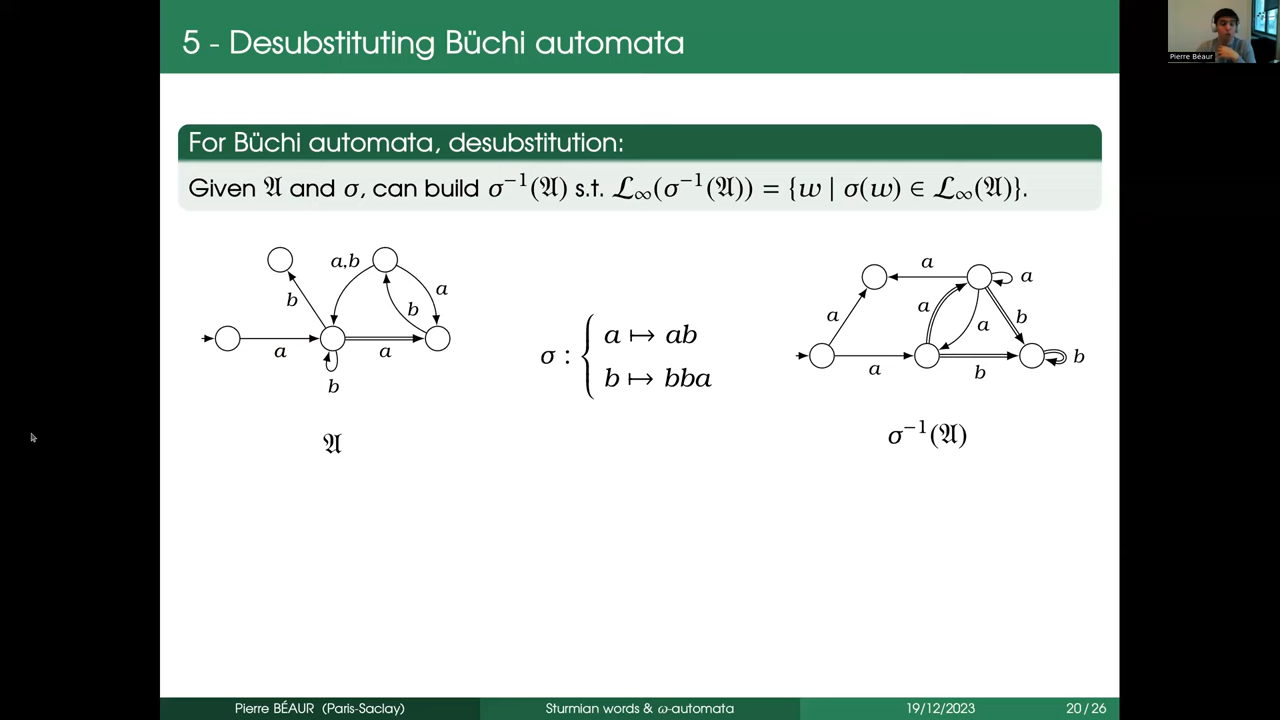 5 - Desubstituting Büchi automata
Pierre Béaur
For Büchi automata, desubstitution:
Given 𝔄 and σ, can build σ⁻¹(𝔄) s.t. ℒ∞(σ⁻¹(𝔄)) = {w | σ(w) ∈ ℒ∞(𝔄)}.
a,b
b
a
b
a
a
b
𝔄
σ : { a ↦ ab
b ↦ bba
a
a
a
a
a
b
a
b
b
σ⁻¹(𝔄)
Pierre BÉAUR (Paris-Saclay)
Sturmian words & ω-automata
19/12/2023
20 / 26